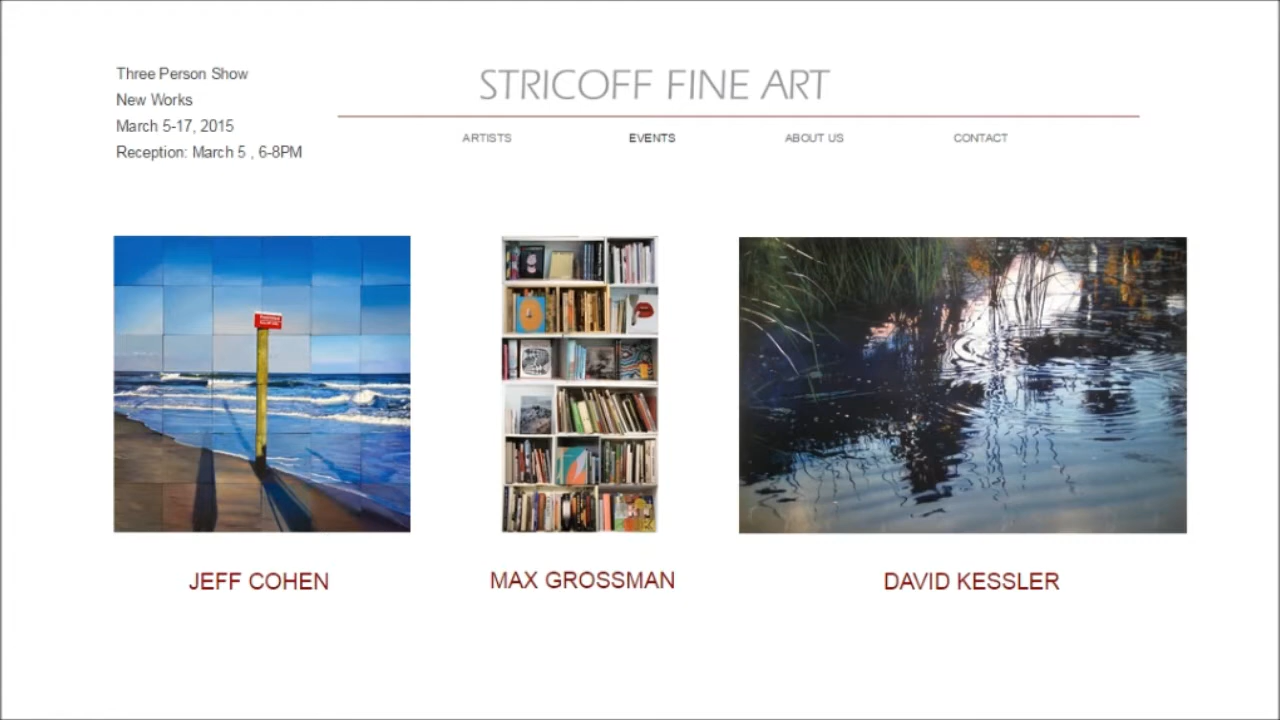 Three Person Show
New Works
March 5-17, 2015
Reception: March 5 , 6-8PM
STRICOFF FINE ART
ARTISTS
EVENTS
ABOUT US
CONTACT
JEFF COHEN
MAX GROSSMAN
DAVID KESSLER